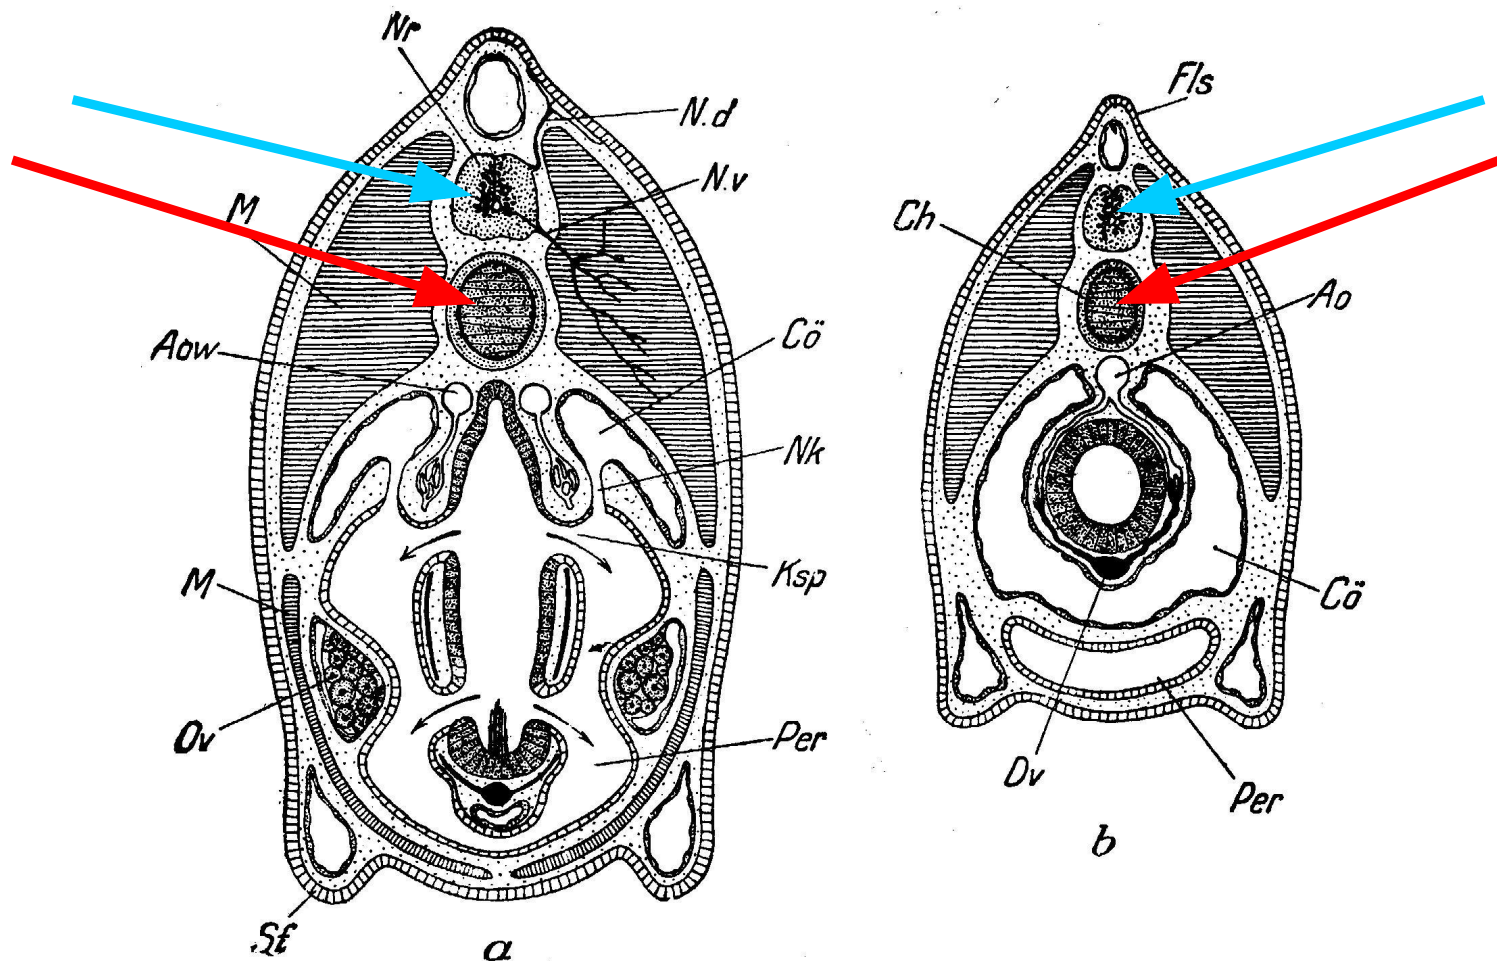 Nr
N.d
N.v
M
Aow
Cö
Nk
Ksp
M
Ov
Per
Sf
a
Fls
Ch
Ao
Cö
Dv
Per
b